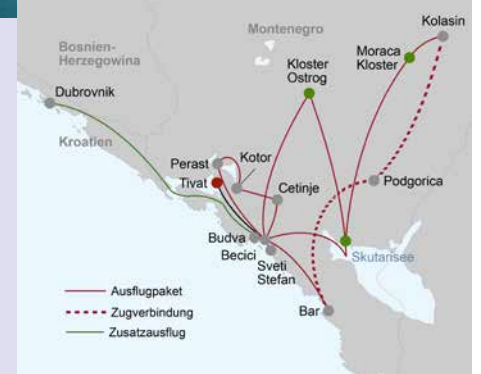 Kolasin
Montenegro
Bosnien-
Herzegowina
Moraca
Kloster
Kloster
Ostrog
Dubrovnik
Kroatien
Perast
Kotor
Tivat
Cetinje
Podgorica
Budva
Becici
Sveti
Stefan
Skutarisee
Ausflugpaket
Zugverbindung
Zusatzausflug
Bar